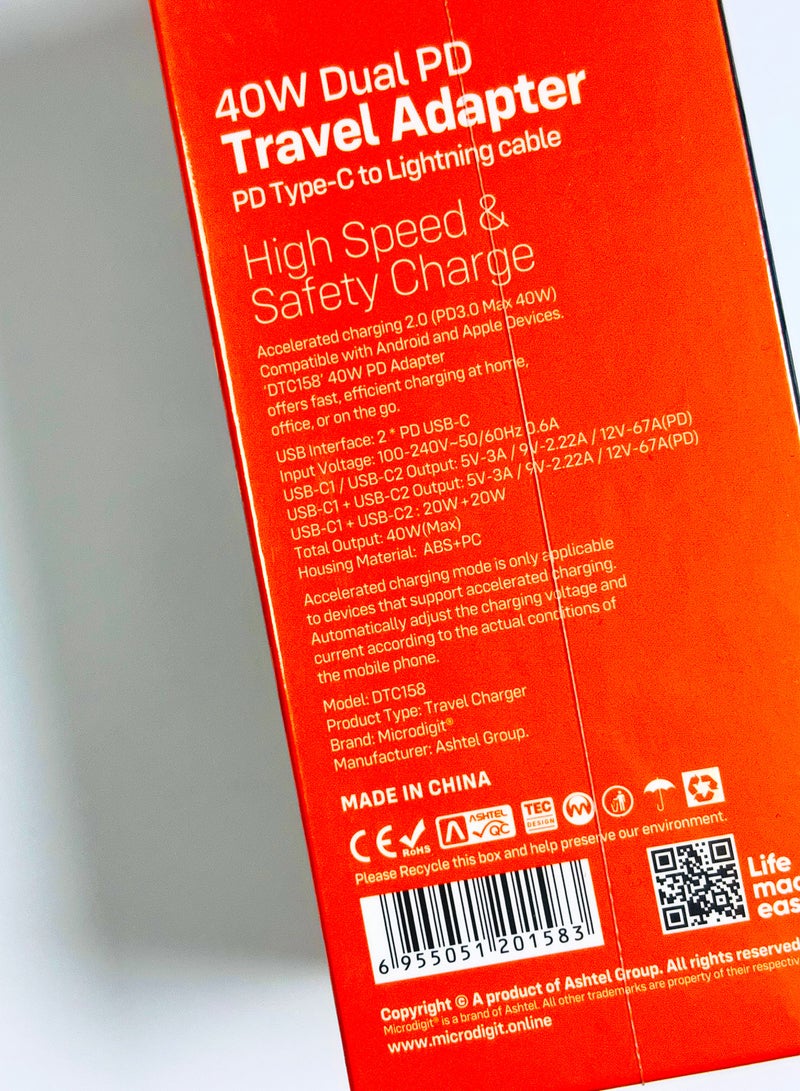 40W Dual PD
Travel Adapter
PD Type-C to Lightning cable
High Speed &
Safety Charge
Accelerated charging 2.0 (PD3.0 Max 40W)
Compatible with Android and Apple Devices.
'DTC158' 40W PD Adapter
offers fast, efficient charging at home,
office, or on the go.
USB Interface: 2 * PD USB-C
Input Voltage: 100-240V~50/60Hz 0.6A
USB-C1 / USB-C2 Output: 5V-3A / 9V-2.22A / 12V-67A(PD)
USB-C1 + USB-C2 Output: 5V-3A / 9V-2.22A / 12V-67A(PD)
USB-C1 + USB-C2 : 20W +20W
Total Output: 40W(Max)
Housing Material: ABS+PC
Accelerated charging mode is only applicable
to devices that support accelerated charging.
Automatically adjust the charging voltage and
current according to the actual conditions of
the mobile phone.
Model: DTC158
Product Type: Travel Charger
Brand: Microdigit®
Manufacturer: Ashtel Group.
MADE IN CHINA
CE RoHS ASHTEL QC TEC DESIGN
Please Recycle this box and help preserve our environment.
6 955051 201583
Life
mad
eas
Copyright © A product of Ashtel Group. All rights reserved
Microdigit® is a brand of Ashtel. All other trademarks are property of their respectiv
www.microdigit.online